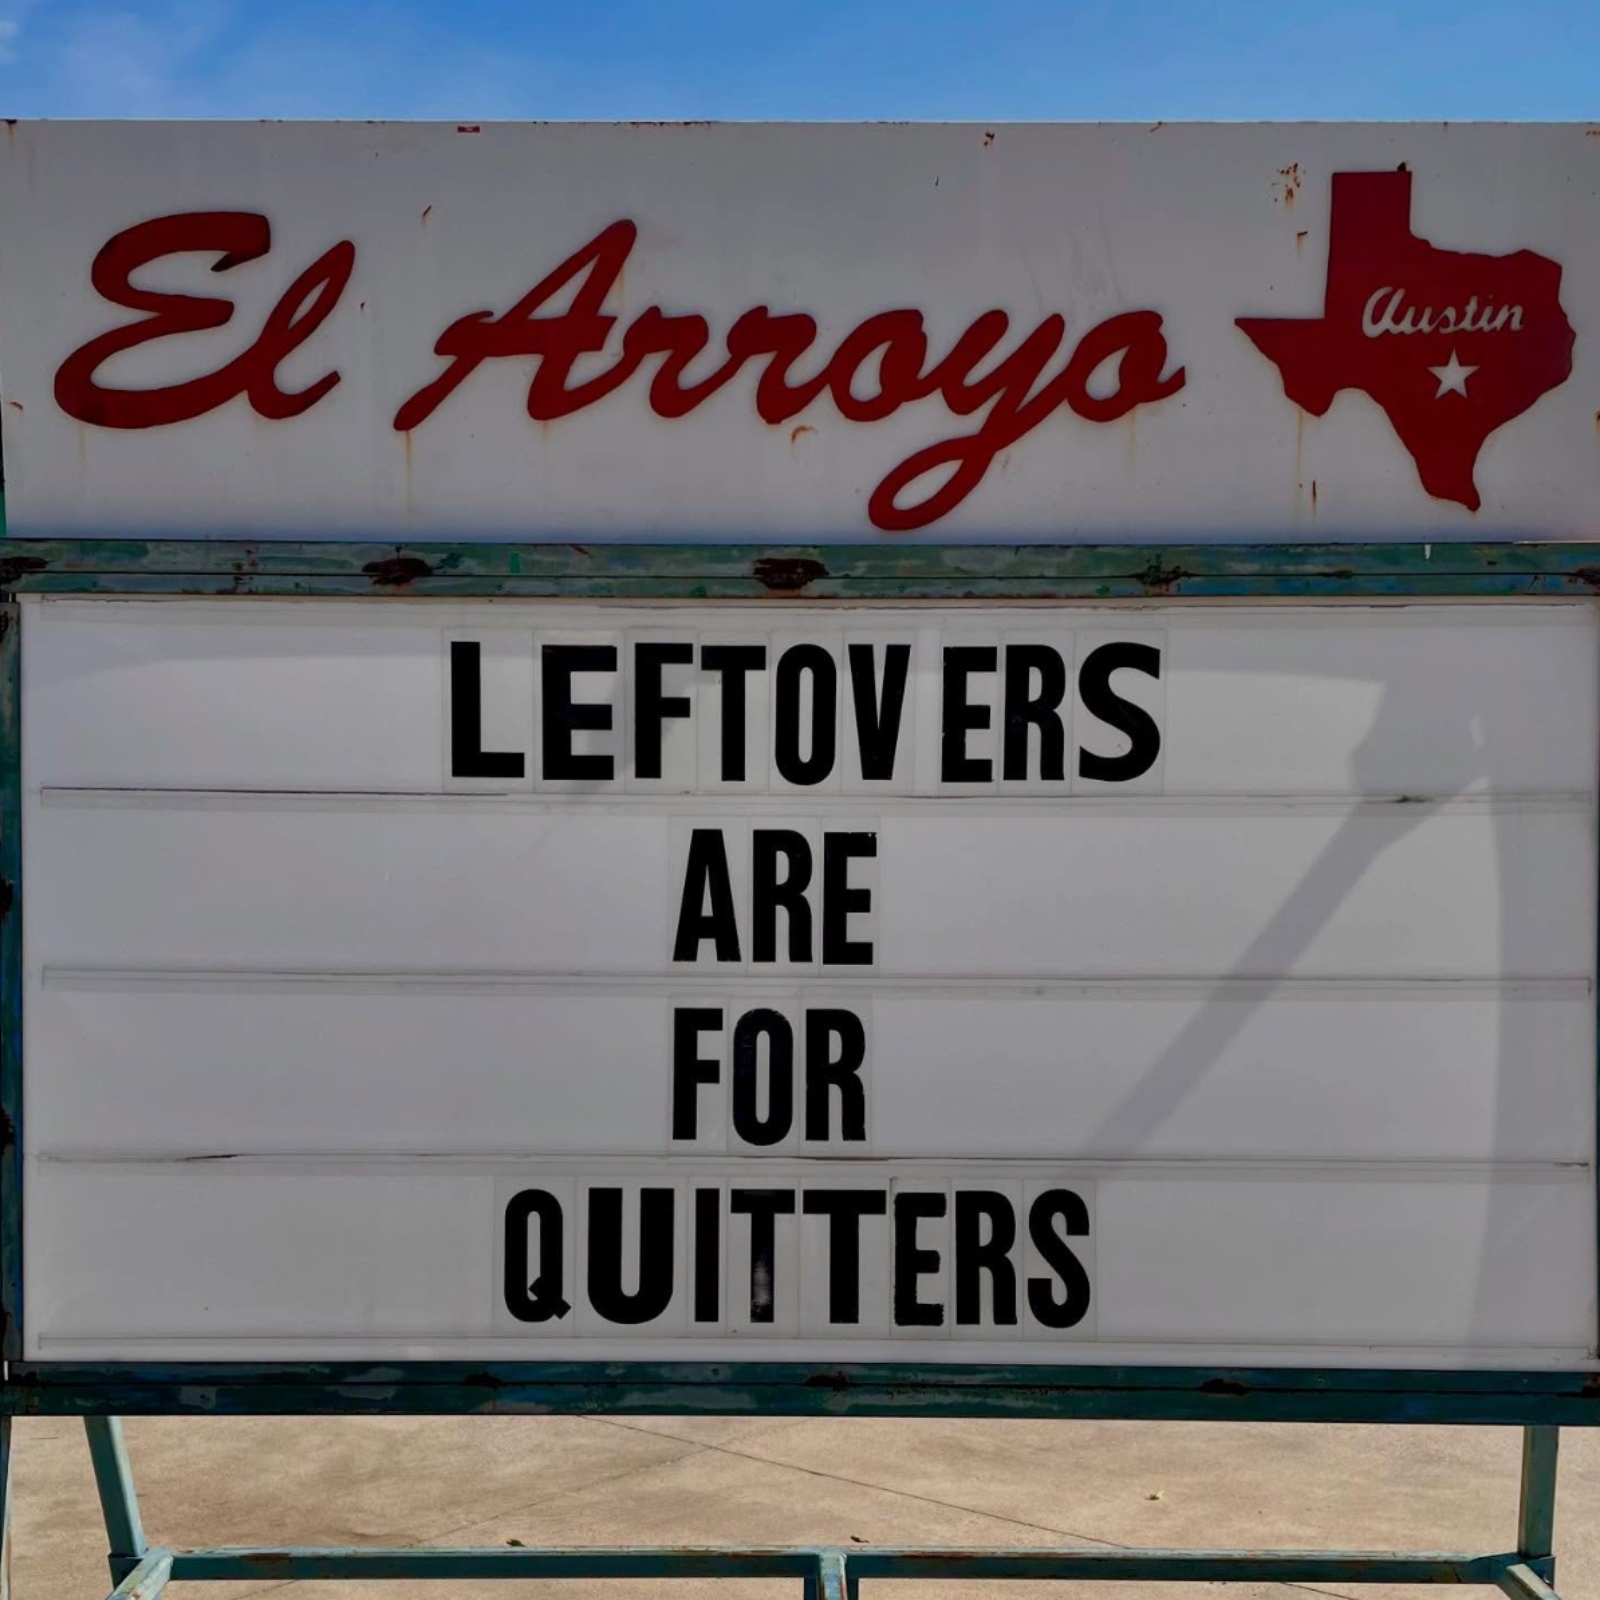 El Arroyo
Austin
LEFTOVERS
ARE
FOR
QUITTERS